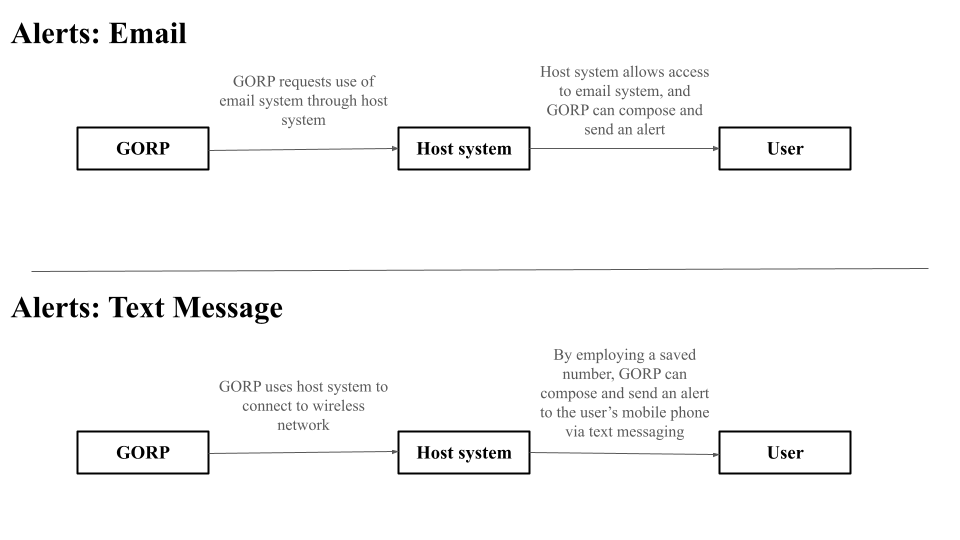 Alerts: Email
GORP requests use of
email system through host
system
Host system allows access
to email system, and
GORP can compose and
send an alert
GORP
Host system
User
Alerts: Text Message
GORP uses host system to
connect to wireless
network
By employing a saved
number, GORP can
compose and send an alert
to the user’s mobile phone
via text messaging
GORP
Host system
User